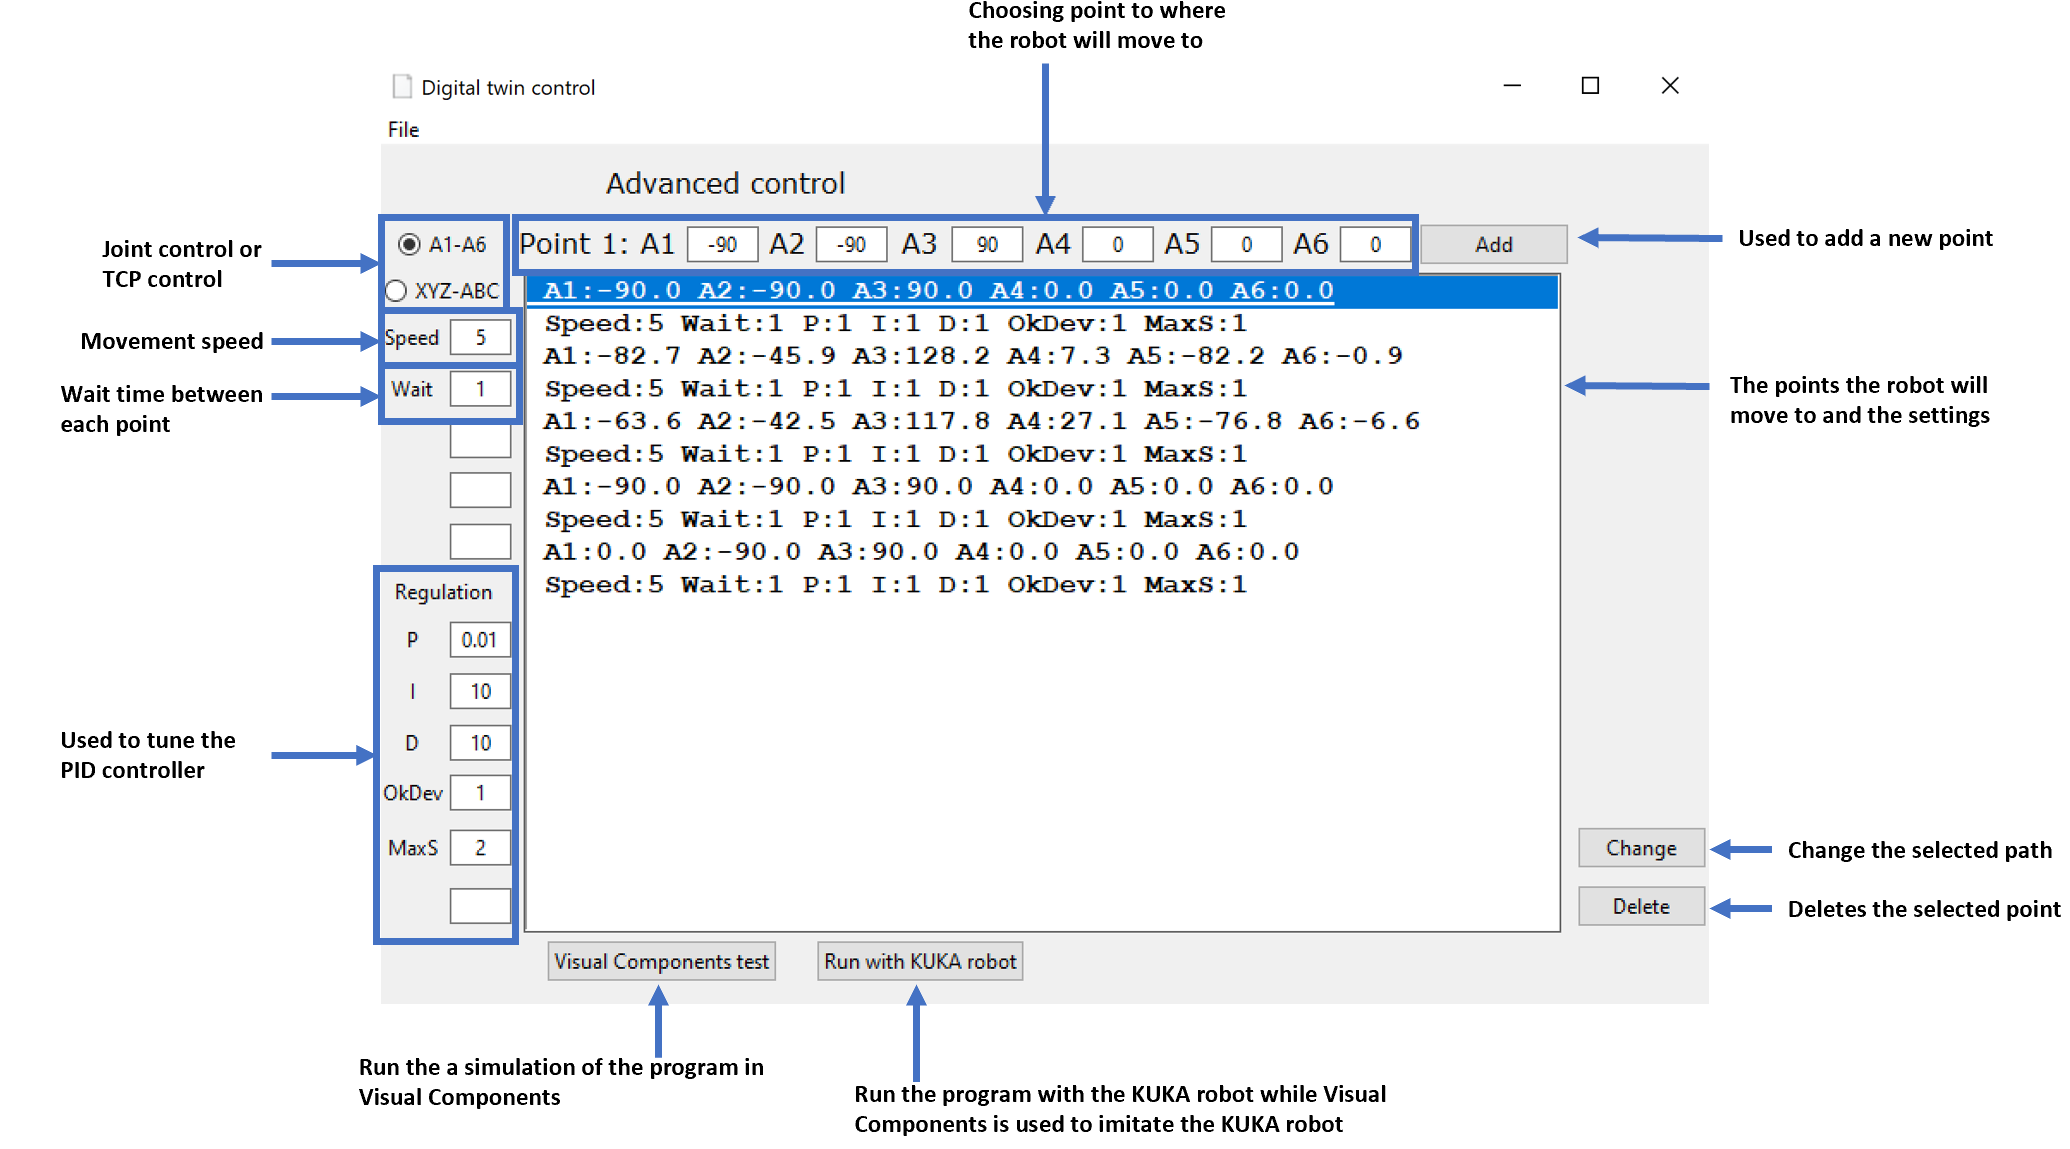 Choosing point to where
the robot will move to
Digital twin control
File
Advanced control
Joint control or
TCP control
A1-A6
XYZ-ABC
Point 1: A1 -90 A2 -90 A3 90 A4 0 A5 0 A6 0
Add
Used to add a new point
Movement speed
Speed 5
Wait time between
each point
Wait 1
A1:-90.0 A2:-90.0 A3:90.0 A4:0.0 A5:0.0 A6:0.0
Speed:5 Wait:1 P:1 I:1 D:1 OkDev:1 MaxS:1
A1:-82.7 A2:-45.9 A3:128.2 A4:7.3 A5:-82.2 A6:-0.9
Speed:5 Wait:1 P:1 I:1 D:1 OkDev:1 MaxS:1
A1:-63.6 A2:-42.5 A3:117.8 A4:27.1 A5:-76.8 A6:-6.6
Speed:5 Wait:1 P:1 I:1 D:1 OkDev:1 MaxS:1
A1:-90.0 A2:-90.0 A3:90.0 A4:0.0 A5:0.0 A6:0.0
Speed:5 Wait:1 P:1 I:1 D:1 OkDev:1 MaxS:1
A1:0.0 A2:-90.0 A3:90.0 A4:0.0 A5:0.0 A6:0.0
Speed:5 Wait:1 P:1 I:1 D:1 OkDev:1 MaxS:1
The points the robot will
move to and the settings
Used to tune the
PID controller
Regulation
P 0.01
I 10
D 10
OkDev 1
MaxS 2
Change
Change the selected path
Delete
Deletes the selected point
Visual Components test
Run with KUKA robot
Run the a simulation of the program in
Visual Components
Run the program with the KUKA robot while Visual
Components is used to imitate the KUKA robot